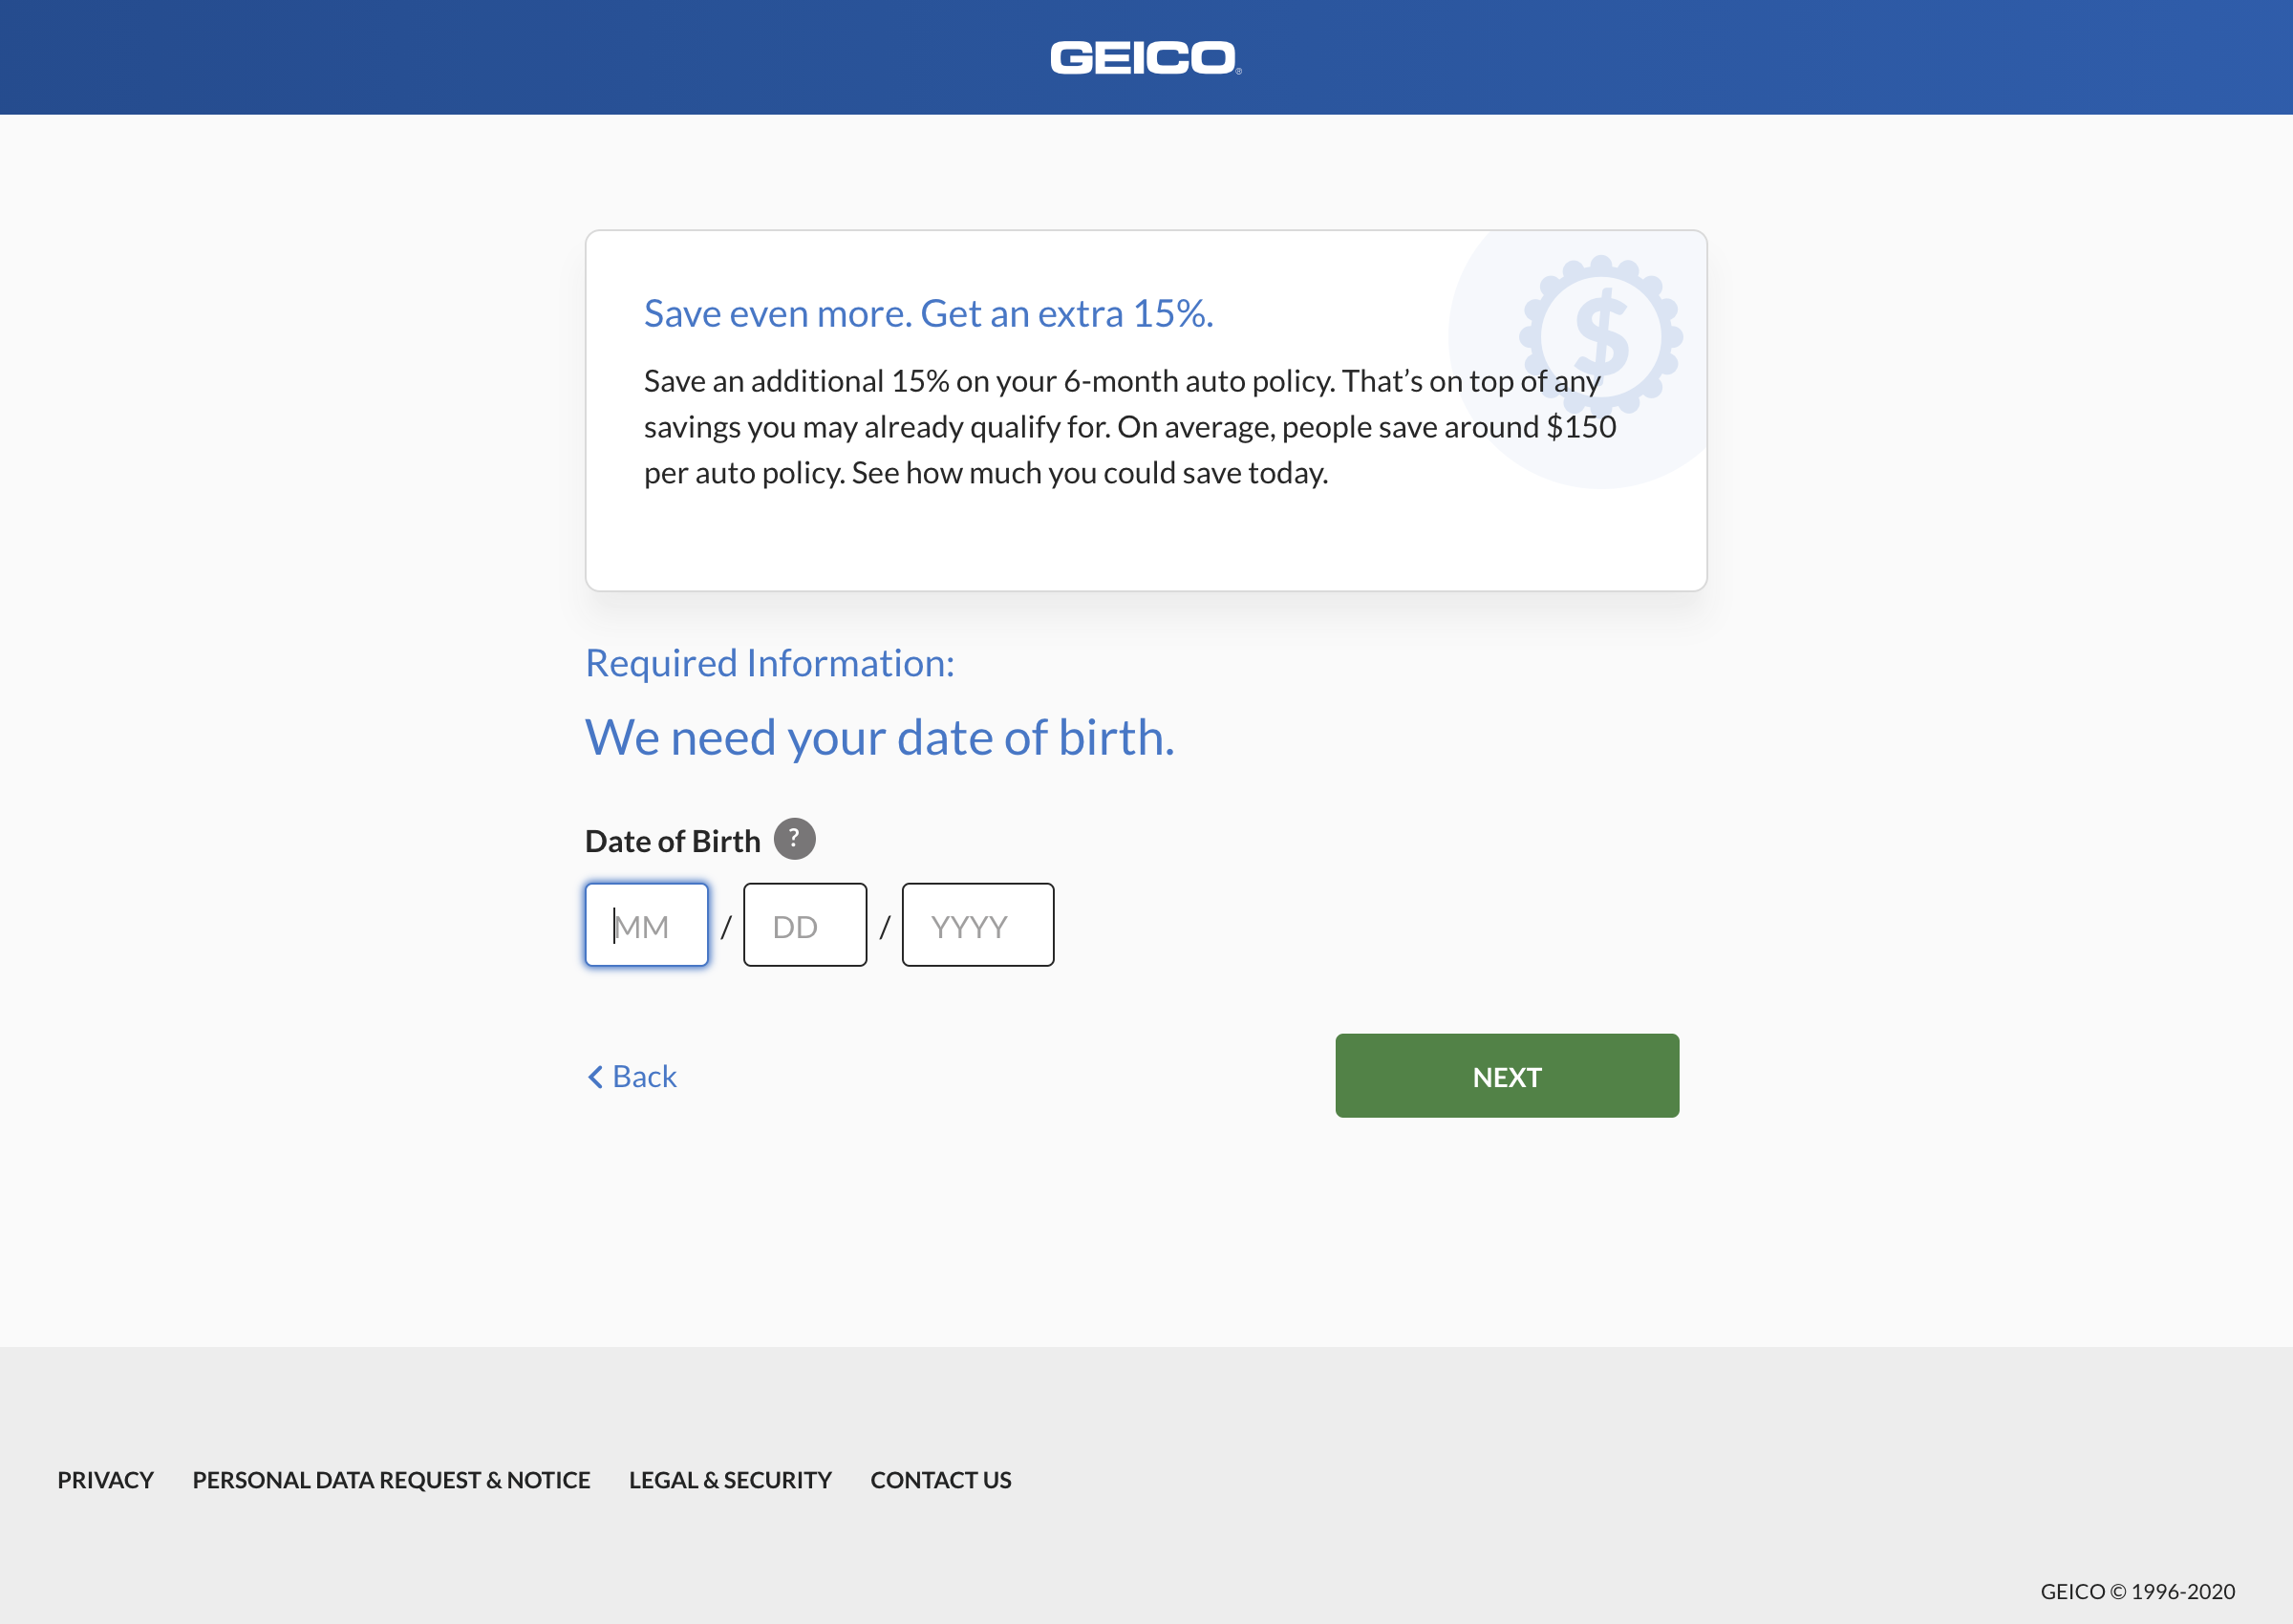 GEICO®
Save even more. Get an extra 15%.
Save an additional 15% on your 6-month auto policy. That’s on top of any
savings you may already qualify for. On average, people save around $150
per auto policy. See how much you could save today.
$
Required Information:
We need your date of birth.
Date of Birth ?
MM / DD / YYYY
Back
NEXT
PRIVACY PERSONAL DATA REQUEST & NOTICE LEGAL & SECURITY CONTACT US
GEICO © 1996-2020